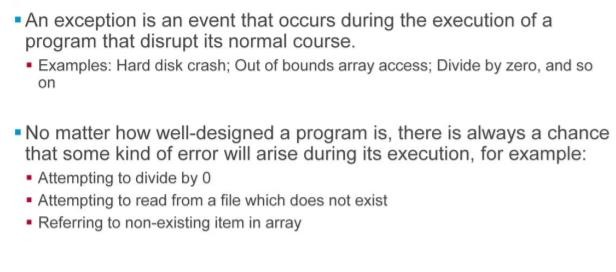 ▪ An exception is an event that occurs during the execution of a
program that disrupt its normal course.
▪ Examples: Hard disk crash; Out of bounds array access; Divide by zero, and so
on
▪ No matter how well-designed a program is, there is always a chance
that some kind of error will arise during its execution, for example:
▪ Attempting to divide by 0
▪ Attempting to read from a file which does not exist
▪ Referring to non-existing item in array